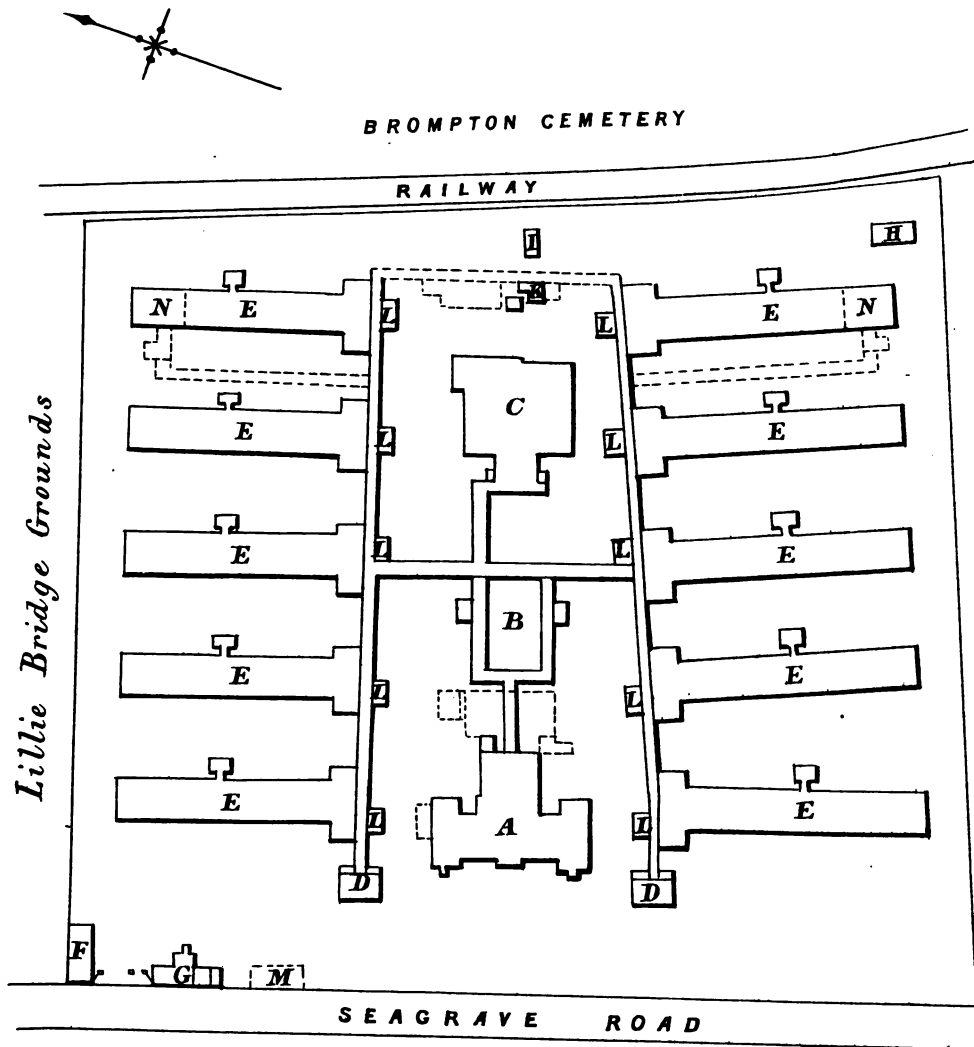 BROMPTON CEMETERY
RAILWAY
I
H
N E
K
E N
L
L
C
E
L
L
E
Lillie Bridge Grounds
E
L
L
E
B
E
L
L
E
E
L
A
L
E
D
D
F
G
M
SEAGRAVE ROAD